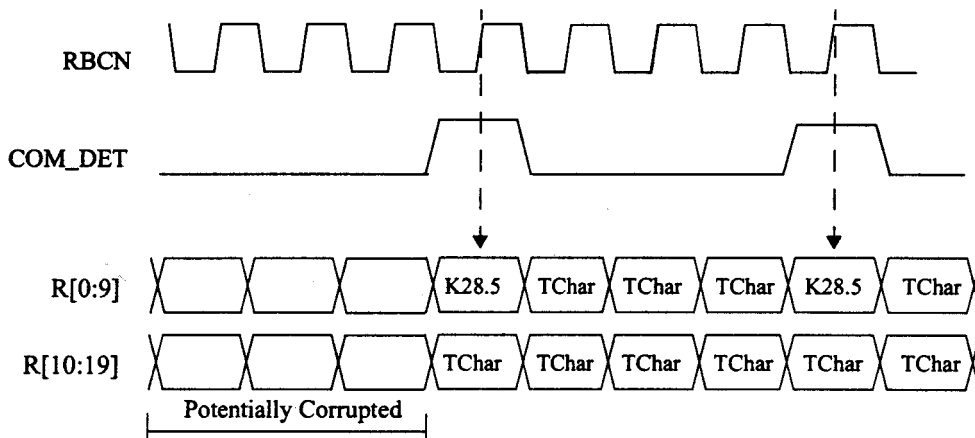 RBCN
COM_DET
R[0:9] K28.5 TChar TChar TChar K28.5 TChar
R[10:19] TChar TChar TChar TChar TChar TChar
Potentially Corrupted